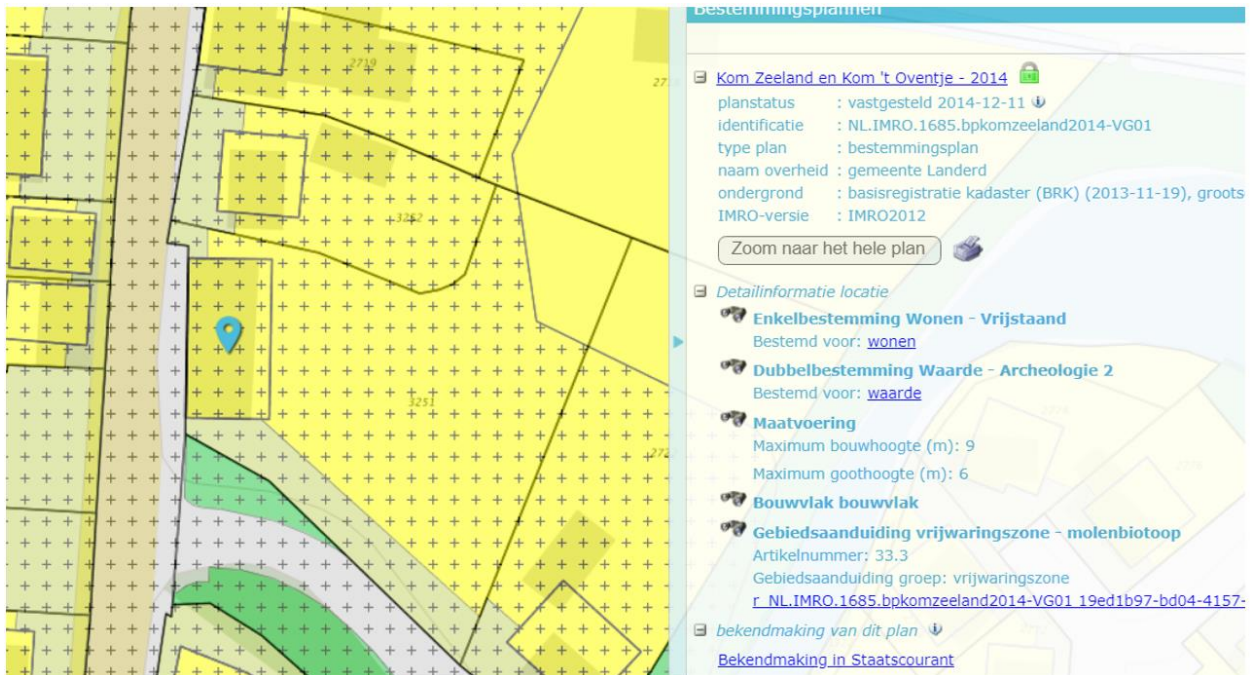 Bestemmingsplannen
Kom Zeeland en Kom 't Oventje - 2014
planstatus : vastgesteld 2014-12-11
identificatie : NL.IMRO.1685.bpkomzeeland2014-VG01
type plan : bestemmingsplan
naam overheid : gemeente Landerd
ondergrond : basisregistratie kadaster (BRK) (2013-11-19), groots
IMRO-versie : IMRO2012
Zoom naar het hele plan
Detailinformatie locatie
Enkelbestemming Wonen - Vrijstaand
Bestemd voor: wonen
Dubbelbestemming Waarde - Archeologie 2
Bestemd voor: waarde
Maatvoering
Maximum bouwhoogte (m): 9
Maximum goothoogte (m): 6
Bouwvlak bouwvlak
Gebiedsaanduiding vrijwaringszone - molenbiotoop
Artikelnummer: 33.3
Gebiedsaanduiding groep: vrijwaringszone
r_NL.IMRO.1685.bpkomzeeland2014-VG01_19ed1b97-bd04-4157-
bekendmaking van dit plan
Bekendmaking in Staatscourant
2719
3252
3251